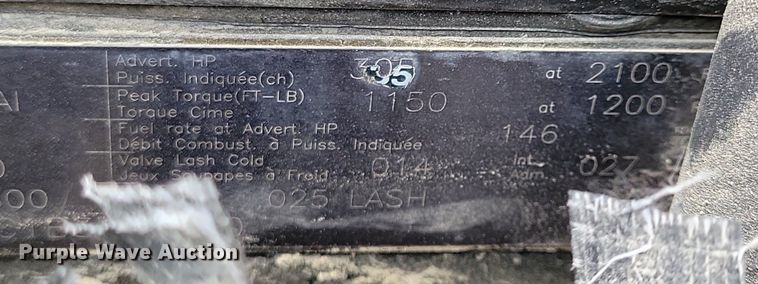 Advert. HP 305 at 2100
Puiss. Indiquée(ch)
Peak Torque(FT-LB) 1150 at 1200
Torque Cime
Fuel rate at Advert. HP 146
Débit Combust. à Puiss. Indiquée
AI
Valve Lash Cold 014 Int. 027
Jeux Soupapes à Froid Adm.
025 LASH
Purple Wave Auction